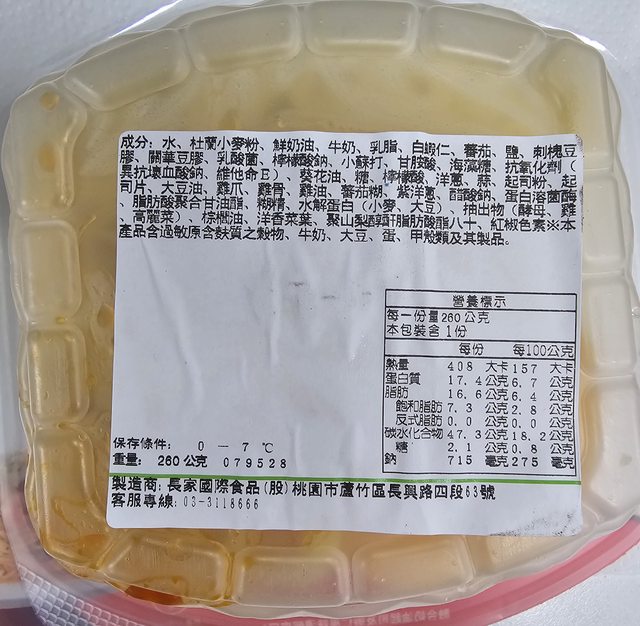 成分: 水、杜蘭小麥粉、鮮奶油、牛奶、乳脂、白蝦仁、蕃茄、鹽、刺槐豆
膠、關華豆膠、乳酸菌、檸檬酸鈉、小蘇打、甘胺酸、海藻糖、抗氧化劑(
異抗壞血酸鈉、維他命E)、葵花油、糖、檸檬酸、洋蔥、蒜、起司粉、起
司片、大豆油、雞爪、雞骨、雞油、蕃茄糊、紫洋蔥、醋酸鈉、蛋白溶菌酶
、脂肪酸聚合甘油酯、糊精、水解蛋白(小麥、大豆)、抽出物(酵母、雞
、高麗菜)、棕櫚油、洋香菜葉、聚山梨醇酐脂肪酸酯八十、紅椒色素※本
產品含過敏原含麩質之穀物、牛奶、大豆、蛋、甲殼類及其製品。
營養標示
每一份量260公克
本包裝含 1份
每份 每100公克
熱量 408 大卡 157 大卡
蛋白質 17.4 公克 6.7 公克
脂肪 16.6 公克 6.4 公克
飽和脂肪 7.3 公克 2.8 公克
反式脂肪 0.0 公克 0.0 公克
碳水化合物 47.3 公克 18.2 公克
糖 2.1 公克 0.8 公克
鈉 715 毫克 275 毫克
保存條件: 0 — 7 ℃
重量: 260公克 079528
製造商: 長家國際食品(股)桃園市蘆竹區長興路四段63號
客服專線: 03-3118666